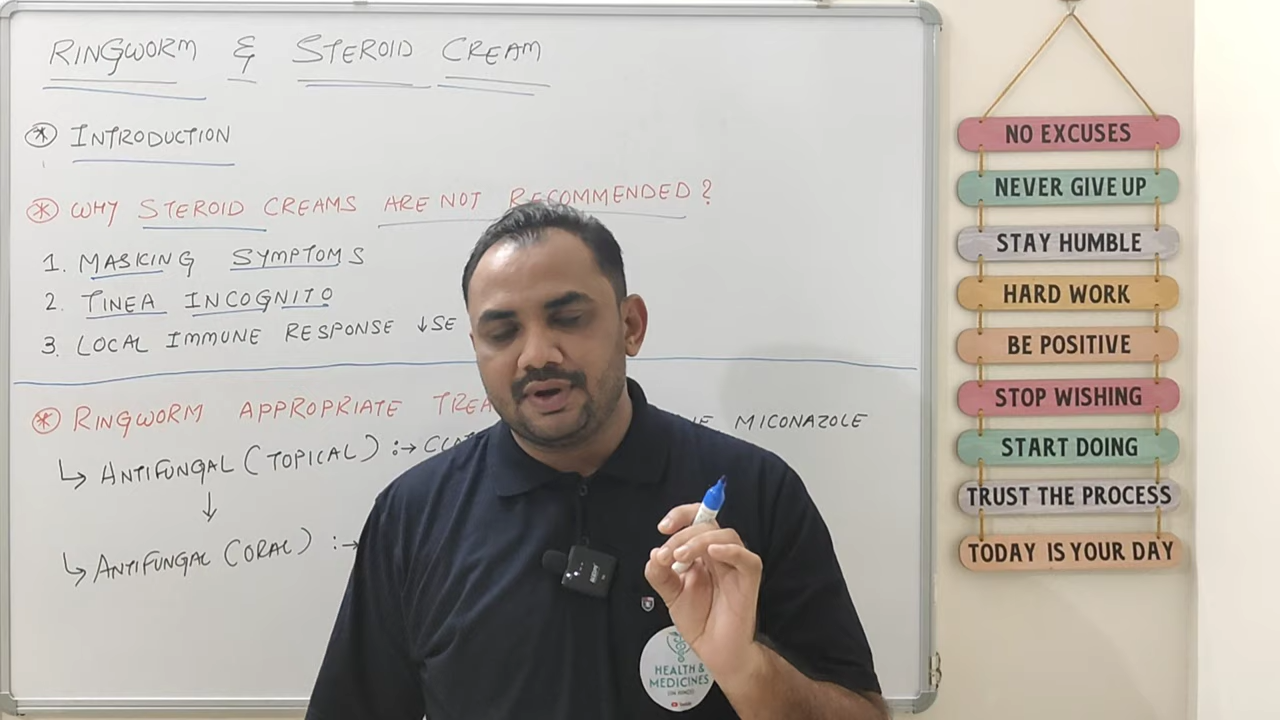 RINGWORM & STEROID CREAM
* INTRODUCTION
* WHY STEROID CREAMS ARE NOT RECOMMENDED?
1. MASKING SYMPTOMS
2. TINEA INCOGNITO
3. LOCAL IMMUNE RESPONSE ↓SE
* RINGWORM APPROPRIATE
MICONAZOLE
↳ ANTIFUNGAL (TOPICAL) :→
↓
↳ ANTIFUNGAL (ORAL) :→
HEALTH &
MEDICINES
NO EXCUSES
NEVER GIVE UP
STAY HUMBLE
HARD WORK
BE POSITIVE
STOP WISHING
START DOING
TRUST THE PROCESS
TODAY IS YOUR DAY